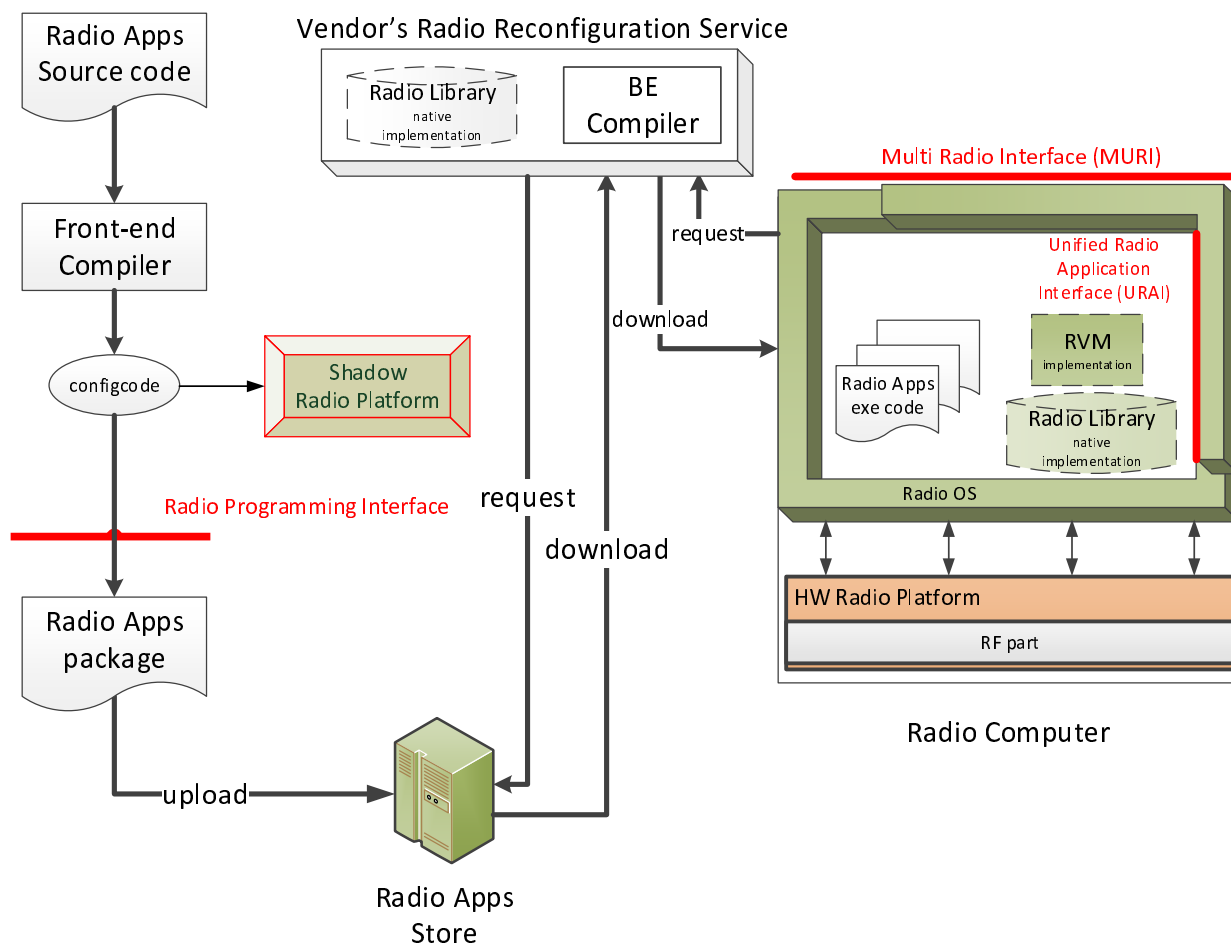 Radio Apps
Source code
Front-end
Compiler
configcode
Shadow
Radio Platform
Radio Programming Interface
Radio Apps
package
upload
Radio Apps
Store
Vendor's Radio Reconfiguration Service
Radio Library
native
implementation
BE
Compiler
request
download
request
download
Multi Radio Interface (MURI)
Unified Radio
Application
Interface (URAI)
RVM
implementation
Radio Apps
exe code
Radio Library
native
implementation
Radio OS
HW Radio Platform
RF part
Radio Computer